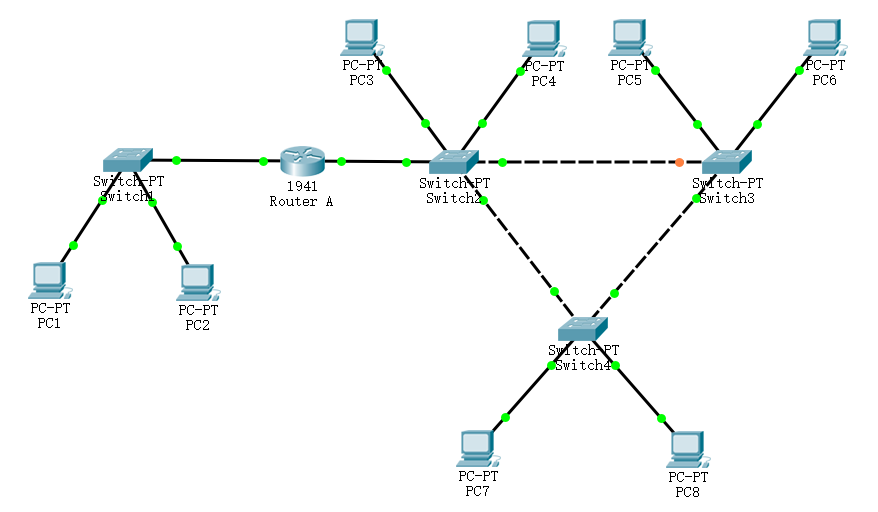 PC-PT
PC3
PC-PT
PC4
PC-PT
PC5
PC-PT
PC6
Switch-PT
Switch1
1941
Router A
Switch-PT
Switch2
Switch-PT
Switch3
PC-PT
PC1
PC-PT
PC2
Switch-PT
Switch4
PC-PT
PC7
PC-PT
PC8